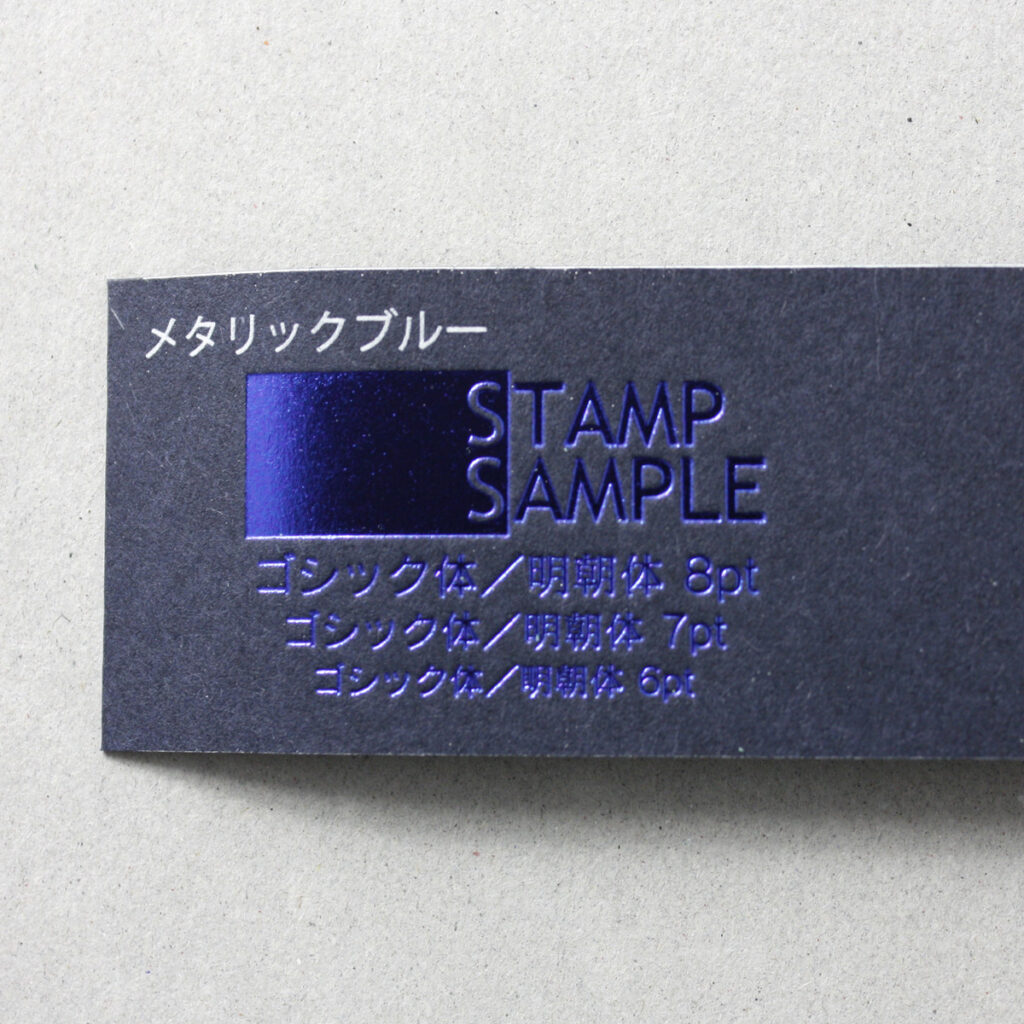 メタリックブルー
STAMP
SAMPLE
ゴシック体／明朝体 8pt
ゴシック体／明朝体 7pt
ゴシック体／明朝体 6pt